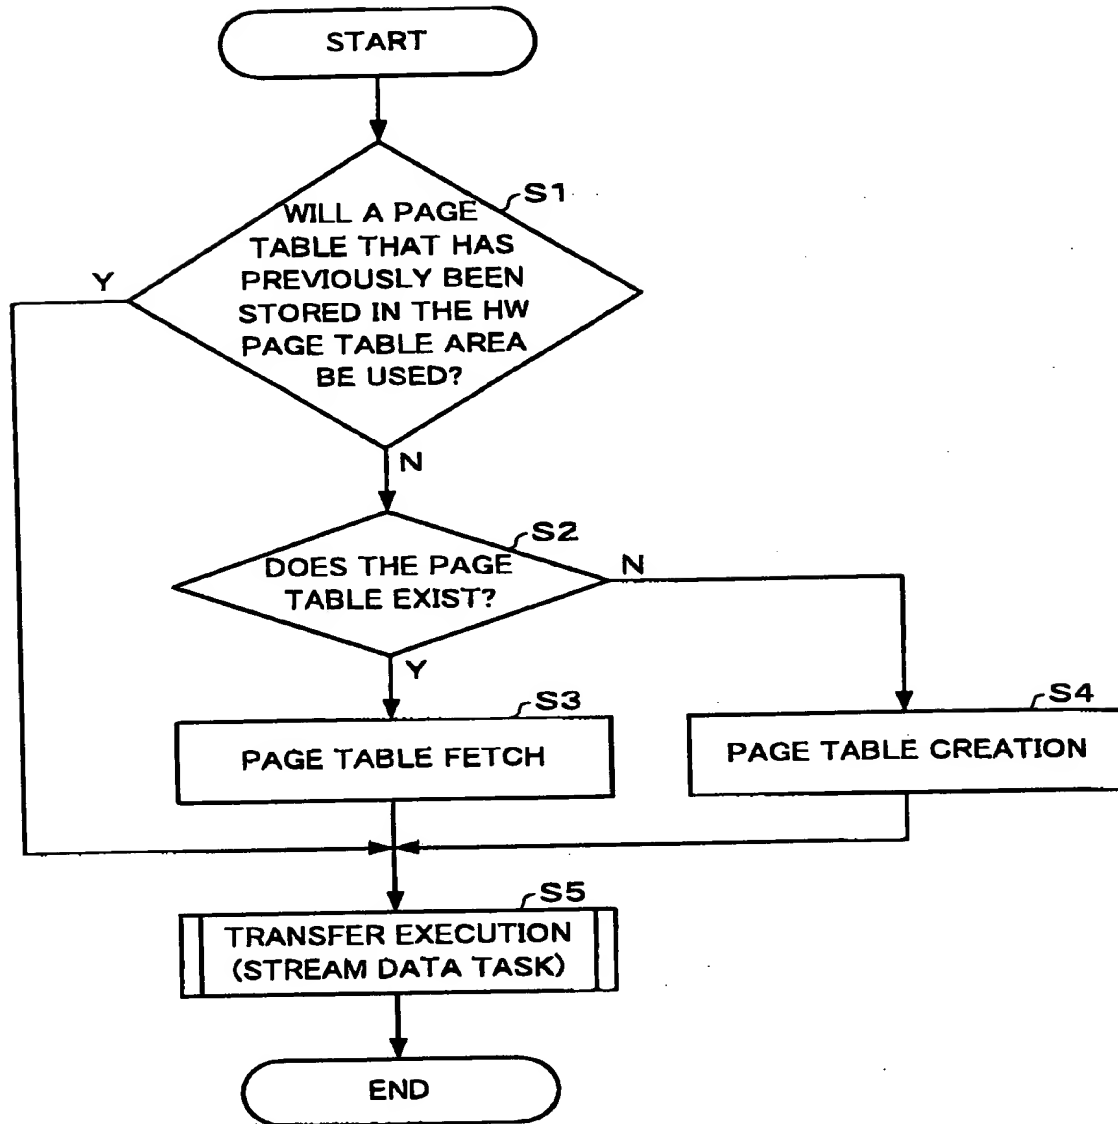 START
S1
WILL A PAGE
TABLE THAT HAS
PREVIOUSLY BEEN
STORED IN THE HW
PAGE TABLE AREA
BE USED?
Y
N
S2
DOES THE PAGE
TABLE EXIST?
N
Y
S3
PAGE TABLE FETCH
S4
PAGE TABLE CREATION
S5
TRANSFER EXECUTION
(STREAM DATA TASK)
END